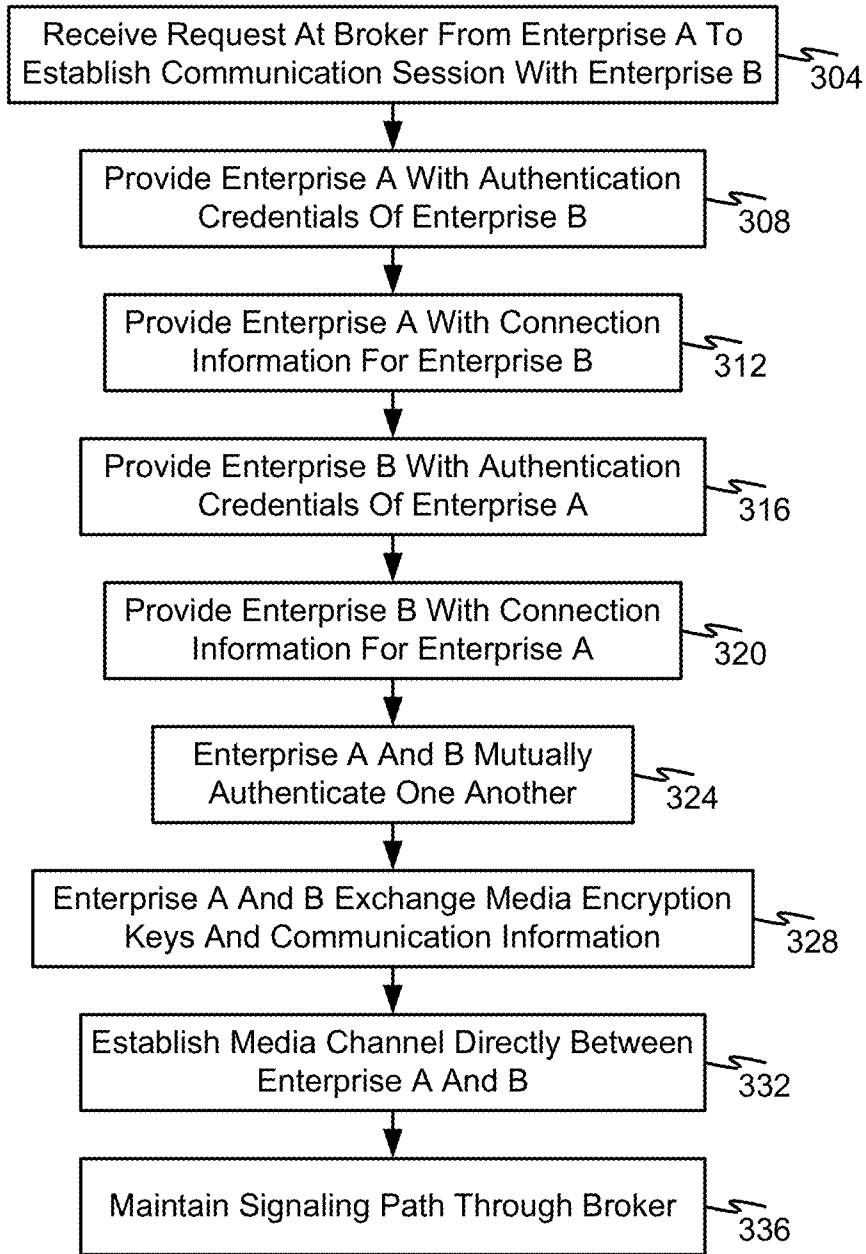 Receive Request At Broker From Enterprise A To
Establish Communication Session With Enterprise B
304
Provide Enterprise A With Authentication
Credentials Of Enterprise B
308
Provide Enterprise A With Connection
Information For Enterprise B
312
Provide Enterprise B With Authentication
Credentials Of Enterprise A
316
Provide Enterprise B With Connection
Information For Enterprise A
320
Enterprise A And B Mutually
Authenticate One Another
324
Enterprise A And B Exchange Media Encryption
Keys And Communication Information
328
Establish Media Channel Directly Between
Enterprise A And B
332
Maintain Signaling Path Through Broker
336